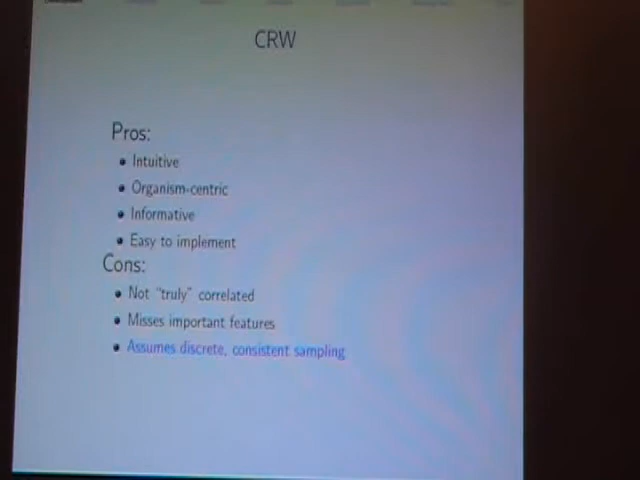 CRW
Pros:
• Intuitive
• Organism-centric
• Informative
• Easy to implement
Cons:
• Not "truly" correlated
• Misses important features
• Assumes discrete, consistent sampling